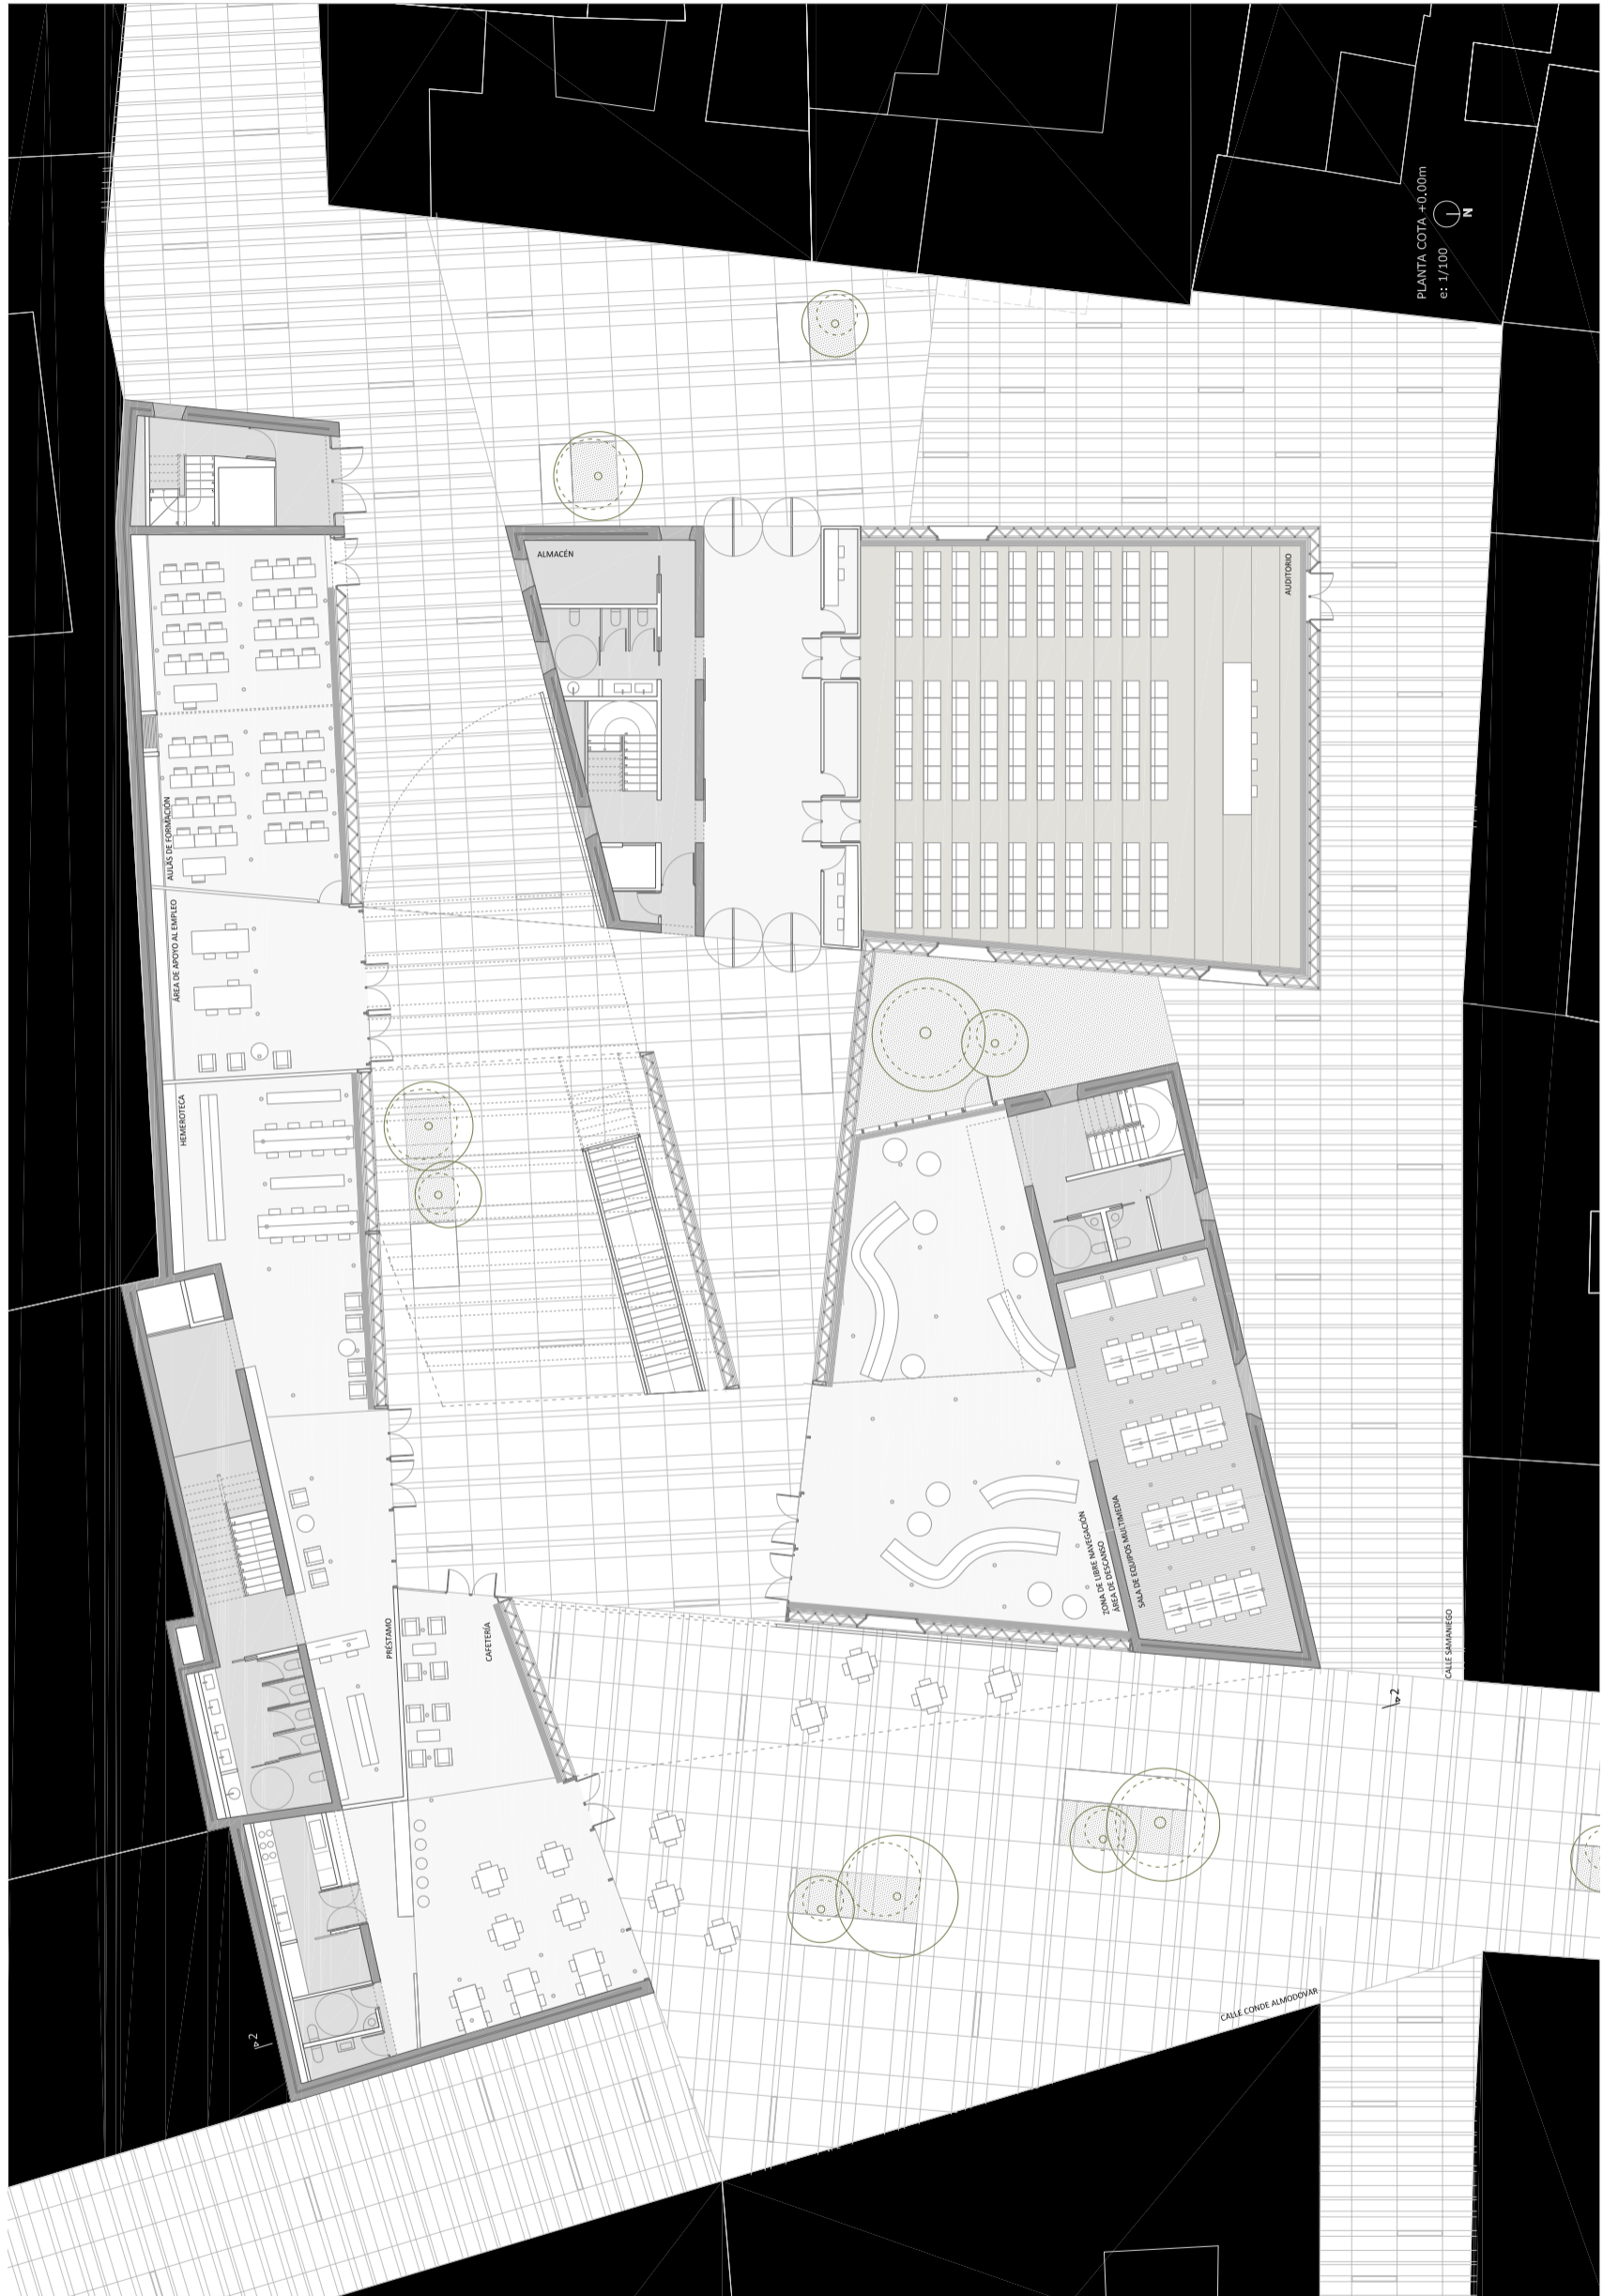 PLANTA COTA +0.00m
e: 1/100
N
ALMACÉN
AUDITORIO
AULAS DE FORMACIÓN
ÁREA DE APOYO AL EMPLEO
HEMEROTECA
PRÉSTAMO
CAFETERÍA
ZONA DE LIBRE NAVEGACIÓN
ÁREA DE DESCANSO
SALA DE EQUIPOS MULTIMEDIA
CALLE SAMANIEGO
2
CALLE CONDE ALMODOVAR
2